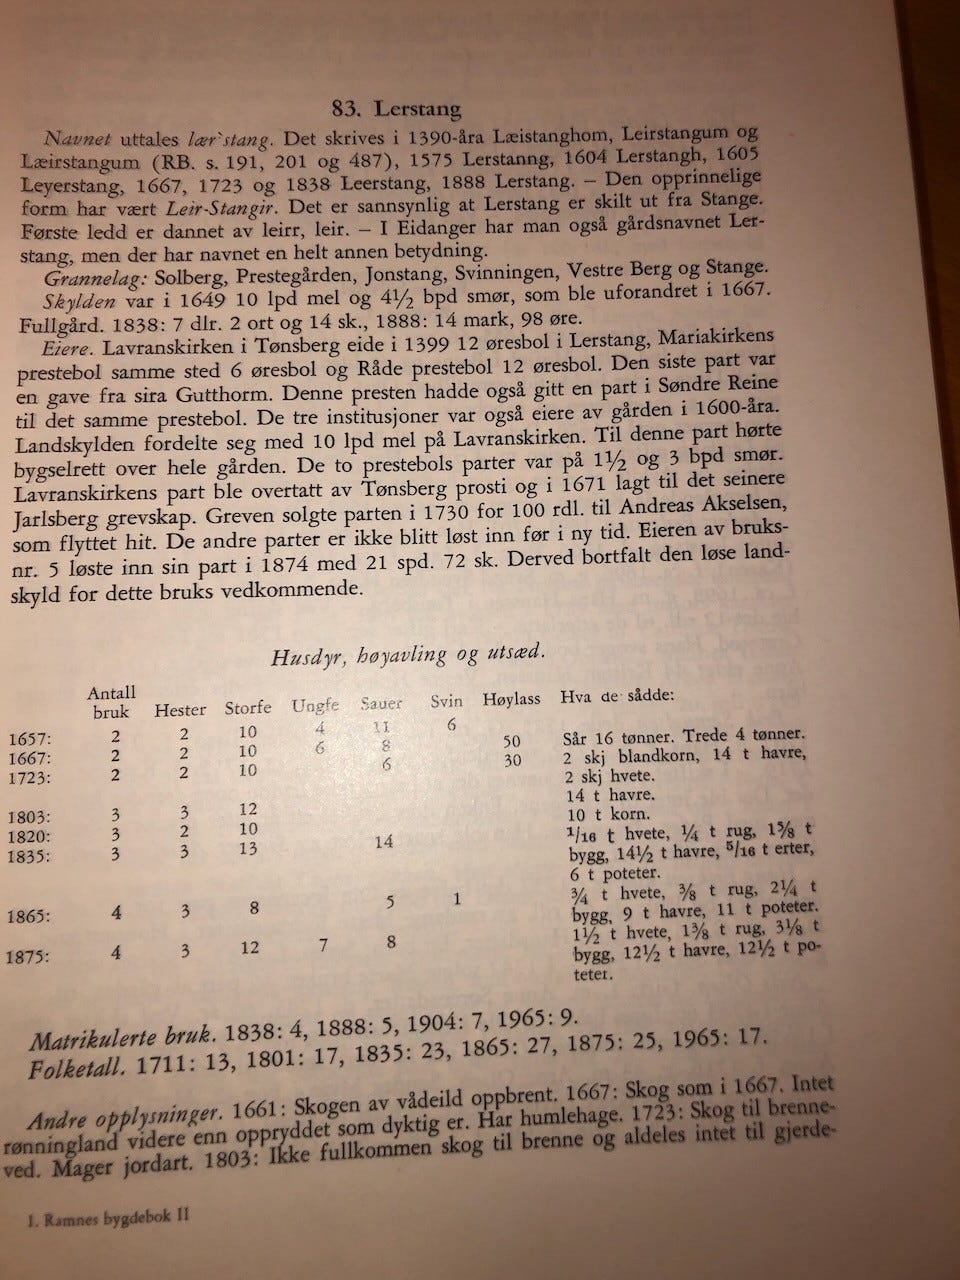 83. Lerstang
Navnet uttales lær`stang. Det skrives i 1390-åra Læistanghom, Leirstangum og
Læirstangum (RB. s. 191, 201 og 487), 1575 Lerstanng, 1604 Lerstangh, 1605
Leyerstang, 1667, 1723 og 1838 Leerstang, 1888 Lerstang. – Den opprinnelige
form har vært Leir-Stangir. Det er sannsynlig at Lerstang er skilt ut fra Stange.
Første ledd er dannet av leirr, leir. – I Eidanger har man også gårdsnavnet Ler-
stang, men der har navnet en helt annen betydning.
Grannelag: Solberg, Prestegården, Jonstang, Svinningen, Vestre Berg og Stange.
Skylden var i 1649 10 lpd mel og 4½ bpd smør, som ble uforandret i 1667.
Fullgård. 1838: 7 dlr. 2 ort og 14 sk., 1888: 14 mark, 98 øre.
Eiere. Lavranskirken i Tønsberg eide i 1399 12 øresbol i Lerstang, Mariakirkens
prestebol samme sted 6 øresbol og Råde prestebol 12 øresbol. Den siste part var
en gave fra sira Gutthorm. Denne presten hadde også gitt en part i Søndre Reine
til det samme prestebol. De tre institusjoner var også eiere av gården i 1600-åra.
Landskylden fordelte seg med 10 lpd mel på Lavranskirken. Til denne part hørte
bygselrett over hele gården. De to prestebols parter var på 1½ og 3 bpd smør.
Lavranskirkens part ble overtatt av Tønsberg prosti og i 1671 lagt til det seinere
Jarlsberg grevskap. Greven solgte parten i 1730 for 100 rdl. til Andreas Akselsen,
som flyttet hit. De andre parter er ikke blitt løst inn før i ny tid. Eieren av bruks-
nr. 5 løste inn sin part i 1874 med 21 spd. 72 sk. Derved bortfalt den løse land-
skyld for dette bruks vedkommende.
Husdyr, høyavling og utsæd.
Antall
bruk Hester Storfe Ungfe Sauer Svin Høylass Hva de sådde:
1657: 2 2 10 4 11 6
1667: 2 2 10 6 8 50 Sår 16 tønner. Trede 4 tønner.
1723: 2 2 10 6 30 2 skj blandkorn, 14 t havre,
2 skj hvete.
1803: 3 3 12 14 t havre.
1820: 3 2 10 10 t korn.
1835: 3 3 13 14 1/16 t hvete, ¼ t rug, 1⅝ t
bygg, 14½ t havre, 5/16 t erter,
6 t poteter.
1865: 4 3 8 5 1 ¾ t hvete, ⅜ t rug, 2¼ t
bygg, 9 t havre, 11 t poteter.
1875: 4 3 12 7 8 1½ t hvete, 1⅜ t rug, 3⅛ t
bygg, 12½ t havre, 12½ t po-
teter.
Matrikulerte bruk. 1838: 4, 1888: 5, 1904: 7, 1965: 9.
Folketall. 1711: 13, 1801: 17, 1835: 23, 1865: 27, 1875: 25, 1965: 17.
Andre opplysninger. 1661: Skogen av vådeild oppbrent. 1667: Skog som i 1667. Intet
rønningland videre enn oppryddet som dyktig er. Har humlehage. 1723: Skog til brenne-
ved. Mager jordart. 1803: Ikke fullkommen skog til brenne og aldeles intet til gjerde-
1. Ramnes bygdebok II